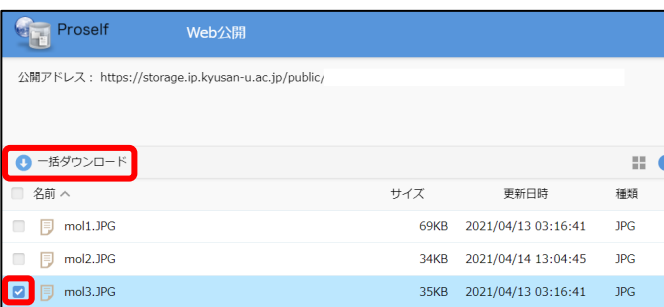 Proself Web公開
公開アドレス： https://storage.ip.kyusan-u.ac.jp/public/
一括ダウンロード
名前 サイズ 更新日時 種類
mol1.JPG 69KB 2021/04/13 03:16:41 JPG
mol2.JPG 34KB 2021/04/14 13:04:45 JPG
mol3.JPG 35KB 2021/04/13 03:16:41 JPG